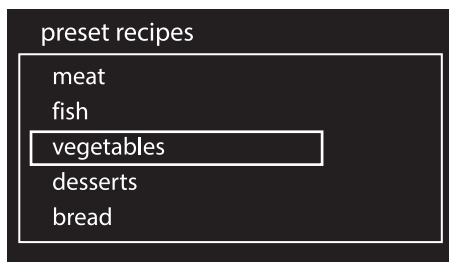 preset recipes
meat
fish
vegetables
desserts
bread